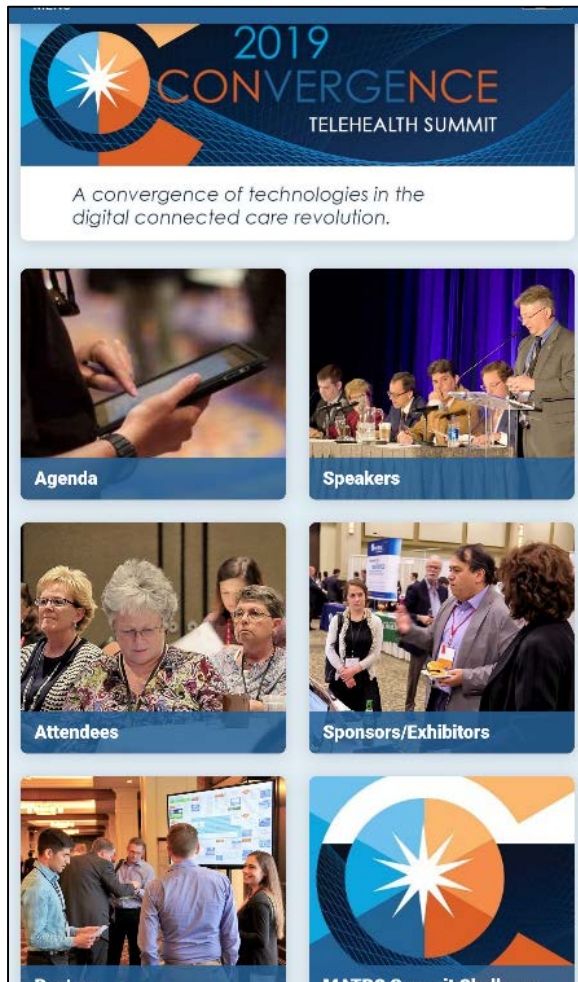 2019
CONVERGENCE
TELEHEALTH SUMMIT
A convergence of technologies in the
digital connected care revolution.
Agenda
Speakers
Attendees
Sponsors/Exhibitors